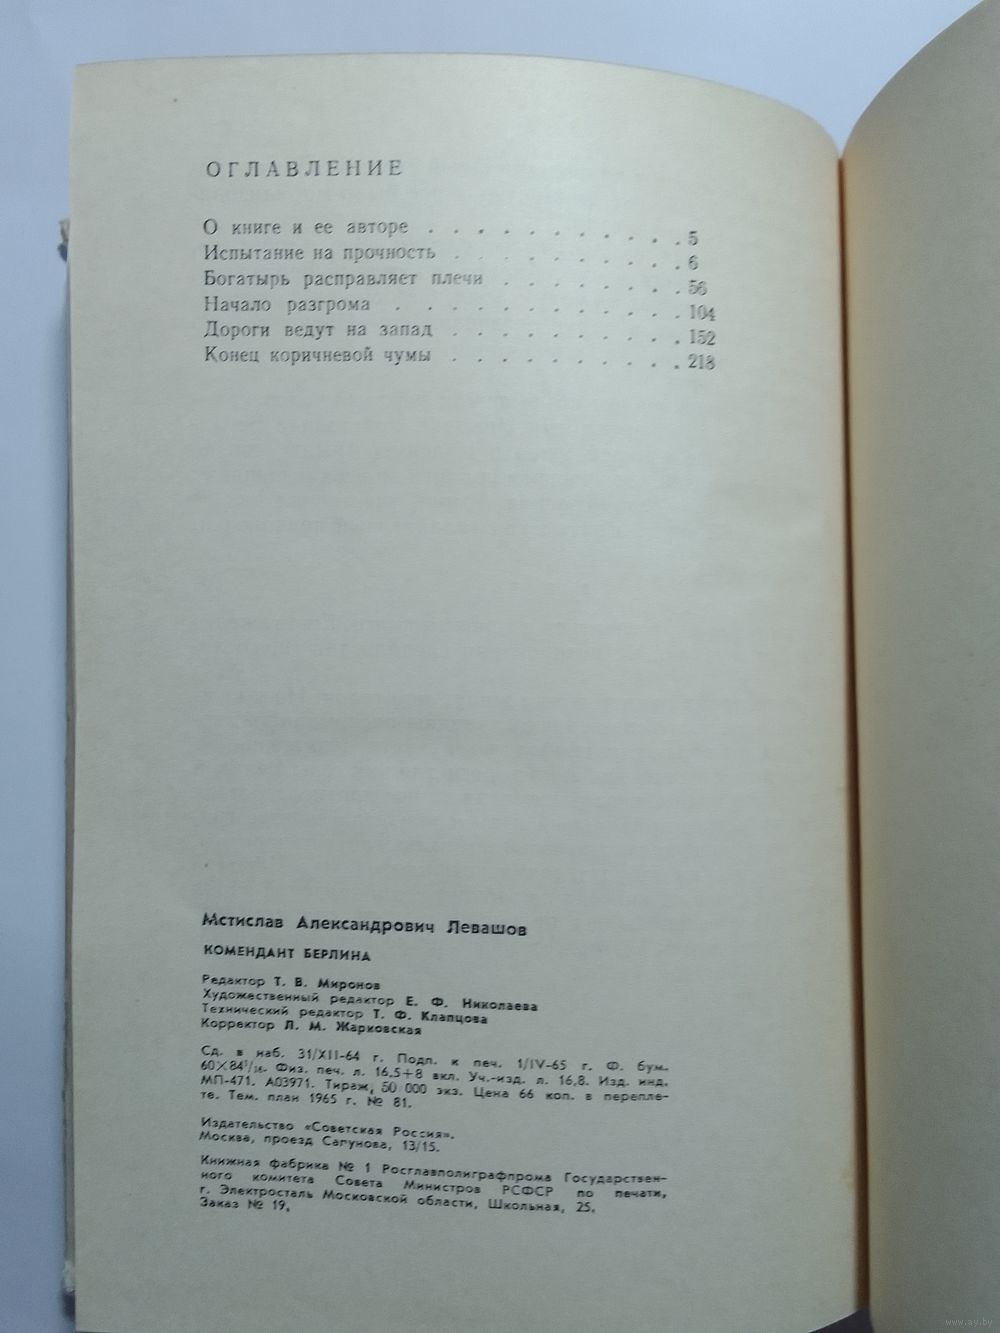 ОГЛАВЛЕНИЕ
О книге и ее авторе . . . . . . . . . . . 5
Испытание на прочность . . . . . . . . . . 6
Богатырь расправляет плечи . . . . . . . . 56
Начало разгрома . . . . . . . . . . . . 104
Дороги ведут на запад . . . . . . . . . . 152
Конец коричневой чумы . . . . . . . . . . 218
Мстислав Александрович Левашов
КОМЕНДАНТ БЕРЛИНА
Редактор Т. В. Миронов
Художественный редактор Е. Ф. Николаева
Технический редактор Т. Ф. Клапцова
Корректор Л. М. Жарковская
Сд. в наб. 31/XII-64 г. Подп. к печ. 1/IV-65 г. Ф. бум.
60×84¹/₁₆. Физ. печ. л. 16,5+8 вкл. Уч.-изд. л. 16,8. Изд. инд.
МП-471. А03971. Тираж, 50 000 экз. Цена 66 коп. в перепле-
те. Тем. план 1965 г. № 81.
Издательство «Советская Россия».
Москва, проезд Сапунова, 13/15.
Книжная фабрика № 1 Росглавполиграфпрома Государствен-
ного комитета Совета Министров РСФСР по печати,
г. Электросталь Московской области, Школьная, 25.
Заказ № 19.
www.ay.by